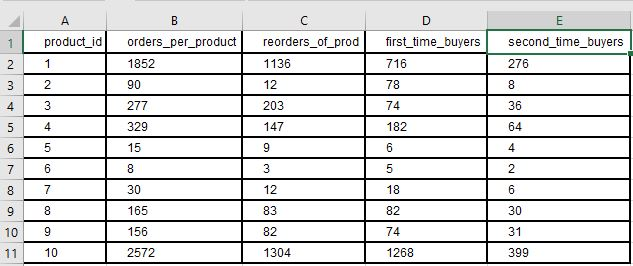 A B C D E
1 product_id orders_per_product reorders_of_prod first_time_buyers second_time_buyers
2 1 1852 1136 716 276
3 2 90 12 78 8
4 3 277 203 74 36
5 4 329 147 182 64
6 5 15 9 6 4
7 6 8 3 5 2
8 7 30 12 18 6
9 8 165 83 82 30
10 9 156 82 74 31
11 10 2572 1304 1268 399